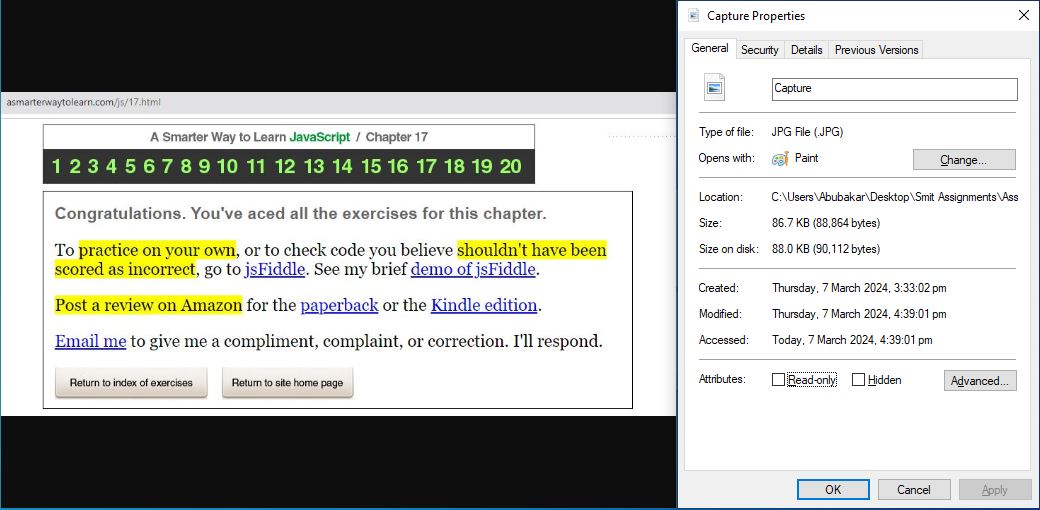 asmarterwaytolearn.com/js/17.html
A Smarter Way to Learn JavaScript / Chapter 17
1 2 3 4 5 6 7 8 9 10 11 12 13 14 15 16 17 18 19 20
Congratulations. You've aced all the exercises for this chapter.
To practice on your own, or to check code you believe shouldn't have been
scored as incorrect, go to jsFiddle. See my brief demo of jsFiddle.
Post a review on Amazon for the paperback or the Kindle edition.
Email me to give me a compliment, complaint, or correction. I'll respond.
Return to index of exercises Return to site home page
Capture Properties
General Security Details Previous Versions
Capture
Type of file: JPG File (.JPG)
Opens with: Paint Change...
Location: C:\Users\Abubakar\Desktop\Smit Assignments\Ass
Size: 86.7 KB (88,864 bytes)
Size on disk: 88.0 KB (90,112 bytes)
Created: Thursday, 7 March 2024, 3:33:02 pm
Modified: Thursday, 7 March 2024, 4:39:01 pm
Accessed: Today, 7 March 2024, 4:39:01 pm
Attributes: Read-only Hidden Advanced...
OK Cancel Apply